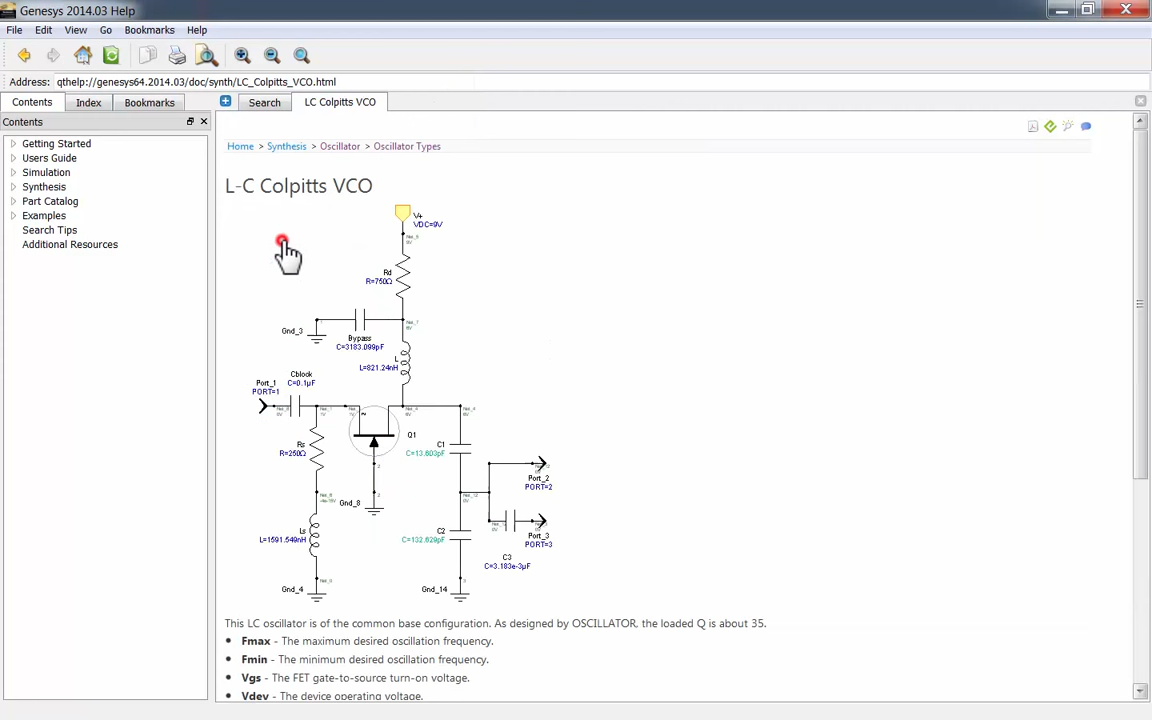 Genesys 2014.03 Help
File Edit View Go Bookmarks Help
Address: qthelp://genesys64.2014.03/doc/synth/LC_Colpitts_VCO.html
Contents Index Bookmarks Search LC Colpitts VCO
Contents
Getting Started
Users Guide
Simulation
Synthesis
Part Catalog
Examples
Search Tips
Additional Resources
Home > Synthesis > Oscillator > Oscillator Types
L-C Colpitts VCO
V+
VDC=9V
Rd
R=750Ω
Gnd_3
Bypass
C=3183.099pF
L
L=821.24nH
Cblock
C=0.1µF
Port_1
PORT=1
Q1
Rs
R=250Ω
C1
C=13.603pF
Port_2
PORT=2
Gnd_8
Ls
L=1591.549nH
C2
C=132.629pF
Port_3
PORT=3
C3
C=3.183e-3µF
Gnd_4
Gnd_14
This LC oscillator is of the common base configuration. As designed by OSCILLATOR, the loaded Q is about 35.
Fmax - The maximum desired oscillation frequency.
Fmin - The minimum desired oscillation frequency.
Vgs - The FET gate-to-source turn-on voltage.
Vdev - The device operating voltage.